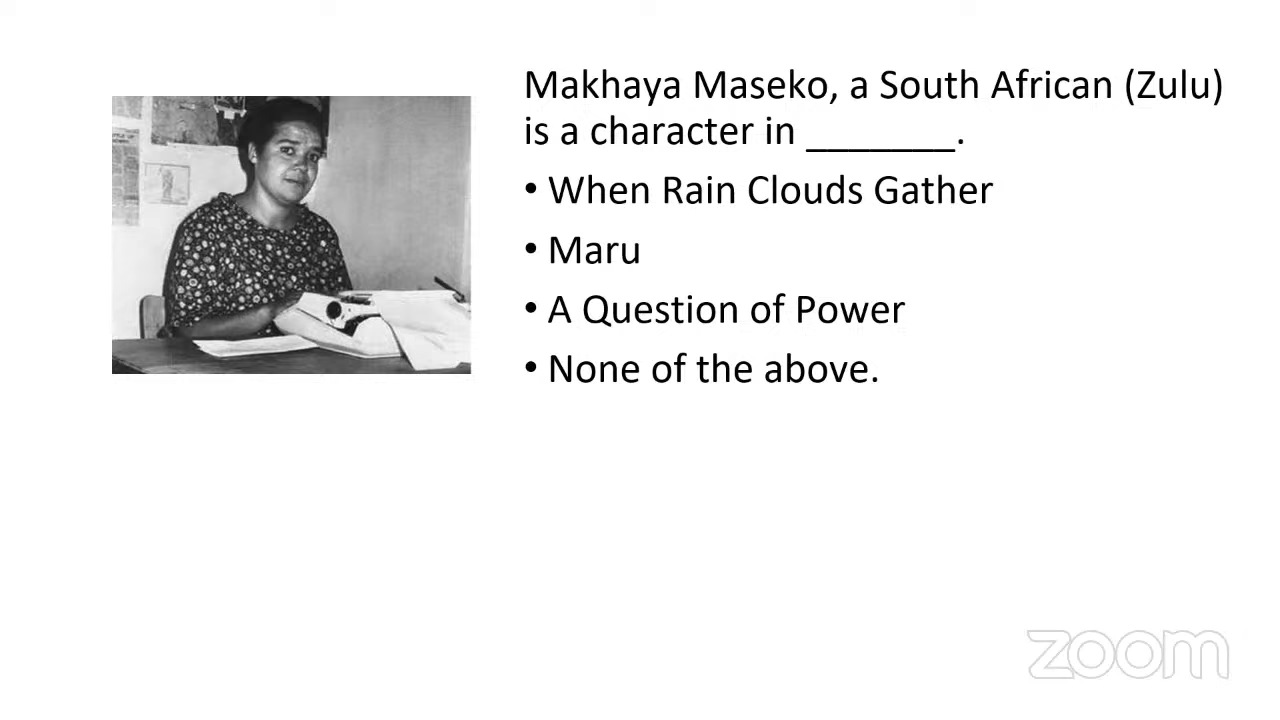 Makhaya Maseko, a South African (Zulu)
is a character in _______.
• When Rain Clouds Gather
• Maru
• A Question of Power
• None of the above.
zoom